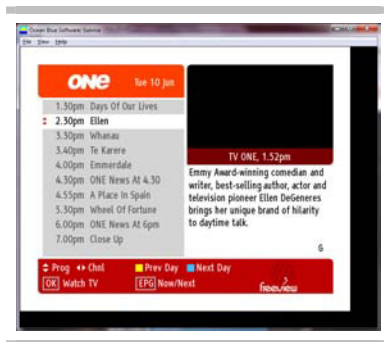 Ocean Blue Software Sunrise
File View Help
ONE Tue 10 Jun
1.30pm Days Of Our Lives
2.30pm Ellen
3.30pm Whanau
3.40pm Te Karere
4.00pm Emmerdale
4.30pm ONE News At 4.30
4.55pm A Place In Spain
5.30pm Wheel Of Fortune
6.00pm ONE News At 6pm
7.00pm Close Up
TV ONE, 1.52pm
Emmy Award-winning comedian and
writer, best-selling author, actor and
television pioneer Ellen DeGeneres
brings her unique brand of hilarity
to daytime talk.
G
Prog Chnl Prev Day Next Day
OK Watch TV EPG Now/Next
freeview